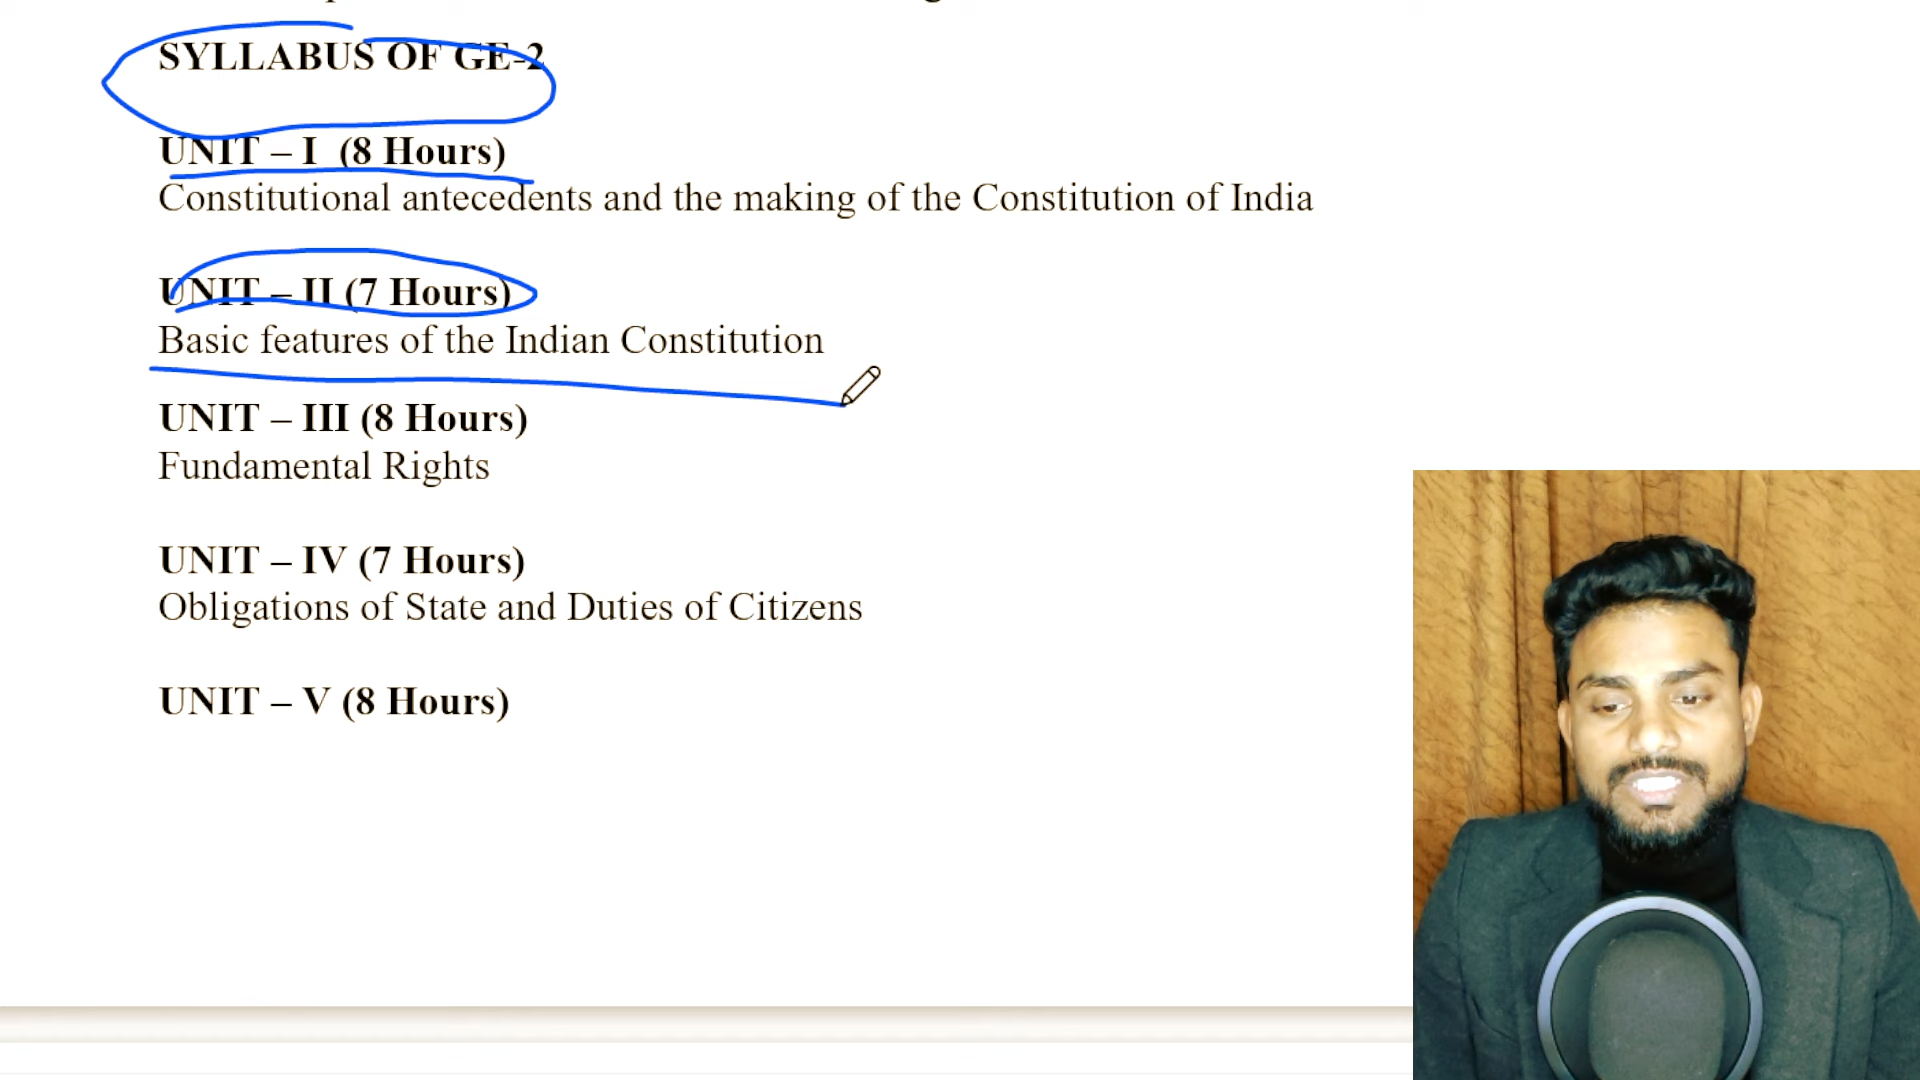 SYLLABUS OF GE-2
UNIT – I (8 Hours)
Constitutional antecedents and the making of the Constitution of India
UNIT – II (7 Hours)
Basic features of the Indian Constitution
UNIT – III (8 Hours)
Fundamental Rights
UNIT – IV (7 Hours)
Obligations of State and Duties of Citizens
UNIT – V (8 Hours)